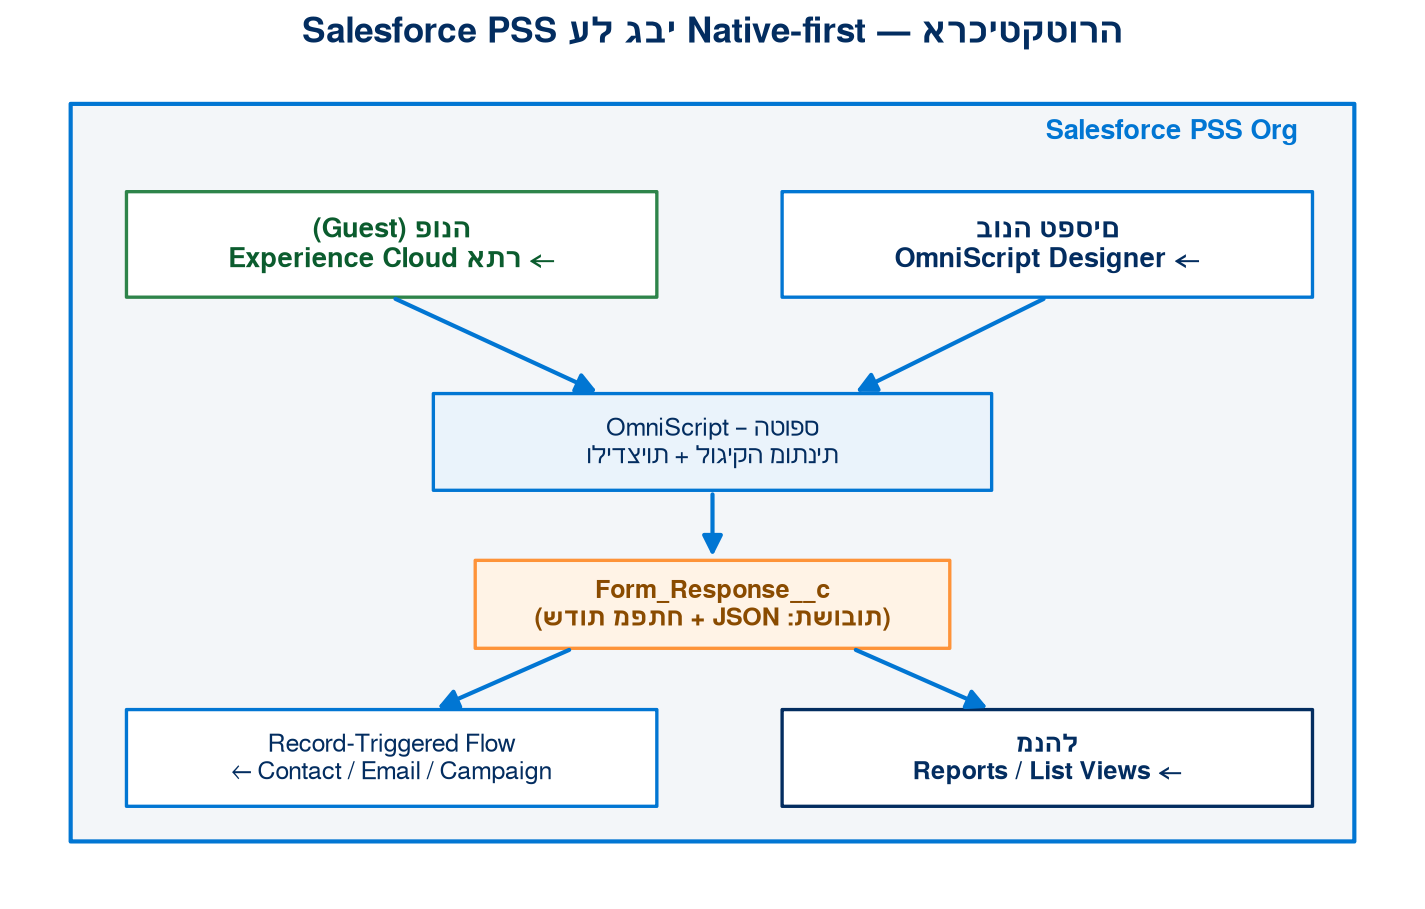 Salesforce PSS על גבי Native-first — ארכיטקטורה
Salesforce PSS Org
(Guest) פונה
Experience Cloud אתר ←
בונה טפסים
OmniScript Designer ←
OmniScript – הטופס
ולידציות + לוגיקה מותנית
Form_Response__c
(שדות מפתח + JSON :תשובות)
Record-Triggered Flow
← Contact / Email / Campaign
מנהל
Reports / List Views ←